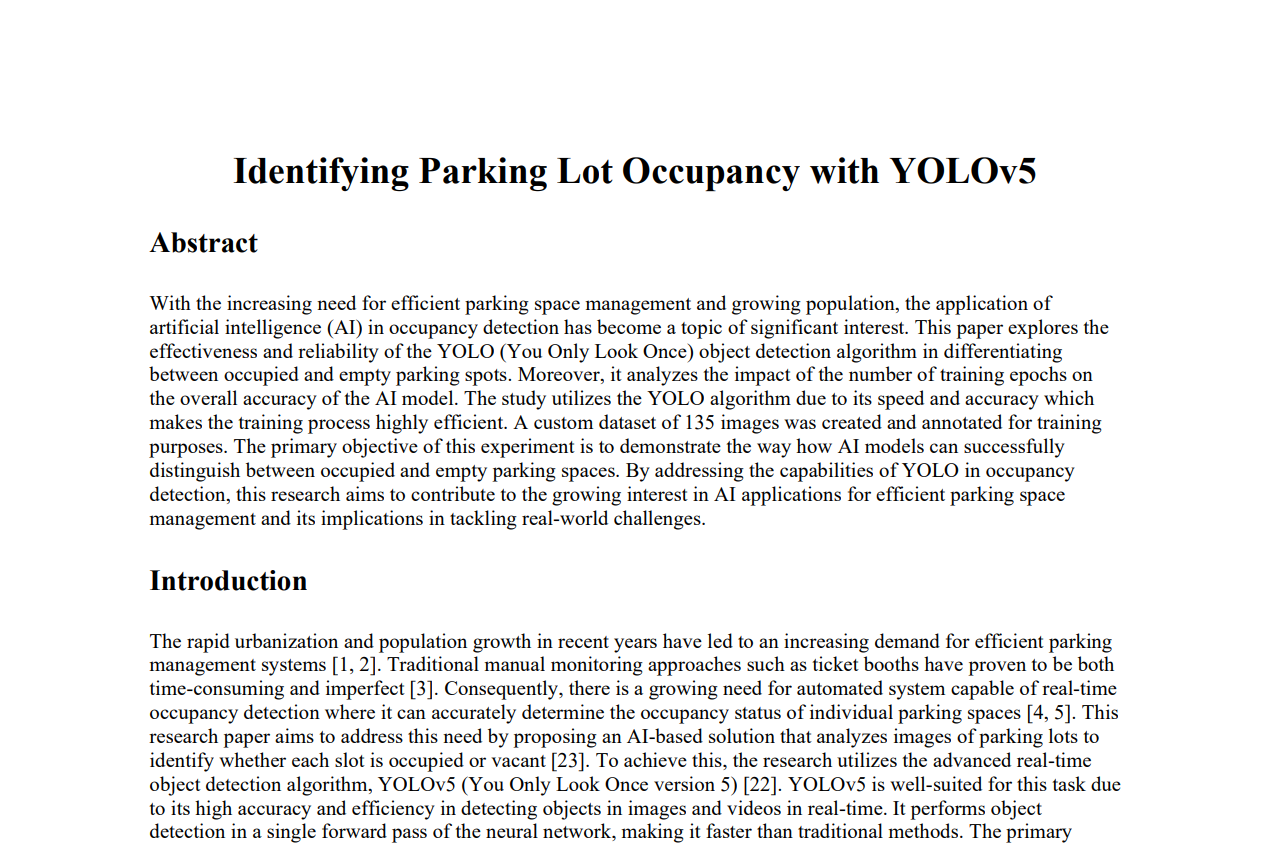 Identifying Parking Lot Occupancy with YOLOv5
Abstract
With the increasing need for efficient parking space management and growing population, the application of
artificial intelligence (AI) in occupancy detection has become a topic of significant interest. This paper explores the
effectiveness and reliability of the YOLO (You Only Look Once) object detection algorithm in differentiating
between occupied and empty parking spots. Moreover, it analyzes the impact of the number of training epochs on
the overall accuracy of the AI model. The study utilizes the YOLO algorithm due to its speed and accuracy which
makes the training process highly efficient. A custom dataset of 135 images was created and annotated for training
purposes. The primary objective of this experiment is to demonstrate the way how AI models can successfully
distinguish between occupied and empty parking spaces. By addressing the capabilities of YOLO in occupancy
detection, this research aims to contribute to the growing interest in AI applications for efficient parking space
management and its implications in tackling real-world challenges.
Introduction
The rapid urbanization and population growth in recent years have led to an increasing demand for efficient parking
management systems [1, 2]. Traditional manual monitoring approaches such as ticket booths have proven to be both
time-consuming and imperfect [3]. Consequently, there is a growing need for automated system capable of real-time
occupancy detection where it can accurately determine the occupancy status of individual parking spaces [4, 5]. This
research paper aims to address this need by proposing an AI-based solution that analyzes images of parking lots to
identify whether each slot is occupied or vacant [23]. To achieve this, the research utilizes the advanced real-time
object detection algorithm, YOLOv5 (You Only Look Once version 5) [22]. YOLOv5 is well-suited for this task due
to its high accuracy and efficiency in detecting objects in images and videos in real-time. It performs object
detection in a single forward pass of the neural network, making it faster than traditional methods. The primary